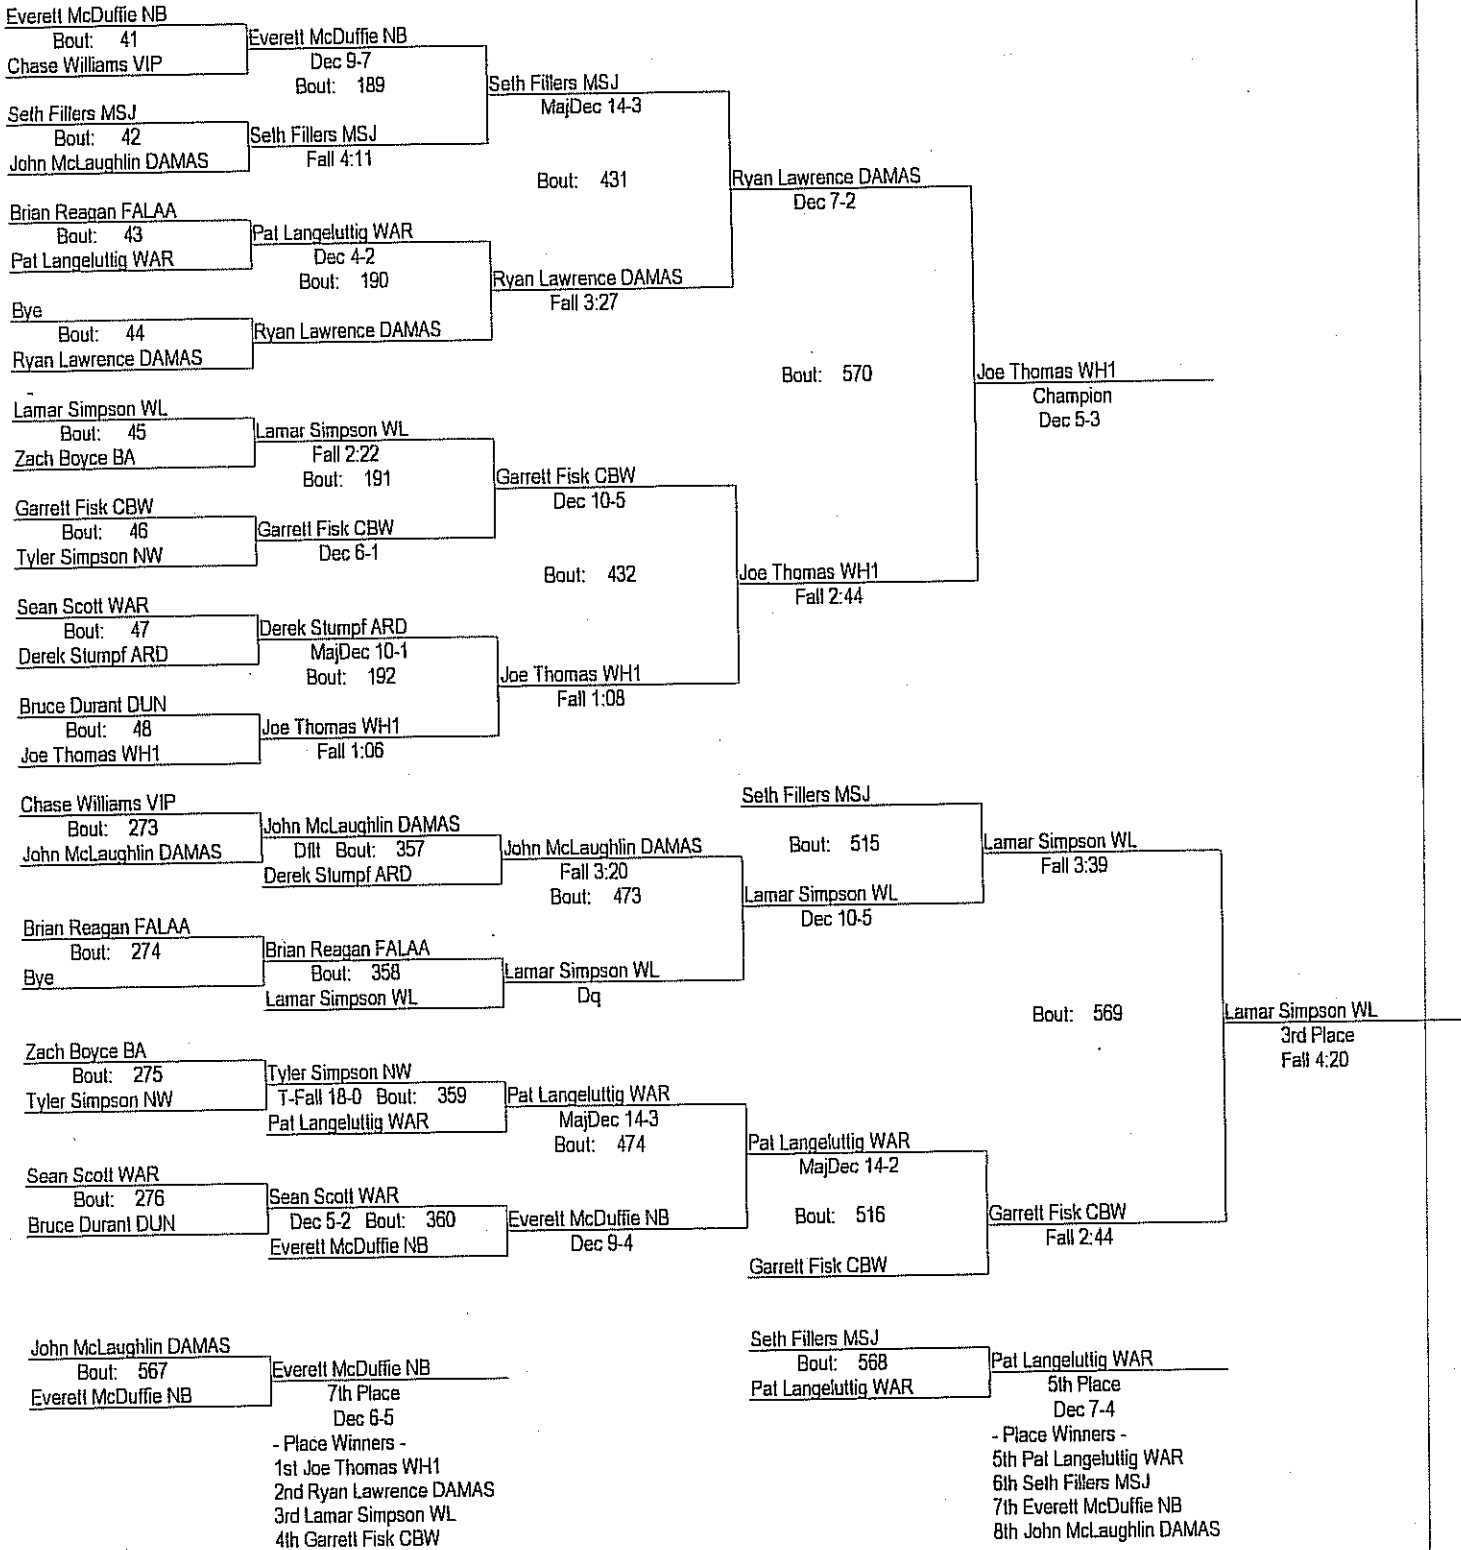 Everett McDuffie NB
Bout: 41
Chase Williams VIP
Everett McDuffie NB
Dec 9-7
Bout: 189
Seth Fillers MSJ
Bout: 42
John McLaughlin DAMAS
Seth Fillers MSJ
Fall 4:11
Seth Fillers MSJ
MajDec 14-3
Bout: 431
Brian Reagan FALAA
Bout: 43
Pat Langeluttig WAR
Pat Langeluttig WAR
Dec 4-2
Bout: 190
Bye
Bout: 44
Ryan Lawrence DAMAS
Ryan Lawrence DAMAS
Ryan Lawrence DAMAS
Fall 3:27
Ryan Lawrence DAMAS
Dec 7-2
Bout: 570
Lamar Simpson WL
Bout: 45
Zach Boyce BA
Lamar Simpson WL
Fall 2:22
Bout: 191
Garrett Fisk CBW
Bout: 46
Tyler Simpson NW
Garrett Fisk CBW
Dec 6-1
Garrett Fisk CBW
Dec 10-5
Bout: 432
Sean Scott WAR
Bout: 47
Derek Stumpf ARD
Derek Stumpf ARD
MajDec 10-1
Bout: 192
Bruce Durant DUN
Bout: 48
Joe Thomas WH1
Joe Thomas WH1
Fall 1:06
Joe Thomas WH1
Fall 1:08
Joe Thomas WH1
Fall 2:44
Joe Thomas WH1
Champion
Dec 5-3
Chase Williams VIP
Bout: 273
John McLaughlin DAMAS
John McLaughlin DAMAS
Dflt Bout: 357
Derek Stumpf ARD
John McLaughlin DAMAS
Fall 3:20
Bout: 473
Brian Reagan FALAA
Bout: 274
Bye
Brian Reagan FALAA
Bout: 358
Lamar Simpson WL
Lamar Simpson WL
Dq
Seth Fillers MSJ
Bout: 515
Lamar Simpson WL
Dec 10-5
Lamar Simpson WL
Fall 3:39
Bout: 569
Zach Boyce BA
Bout: 275
Tyler Simpson NW
Tyler Simpson NW
T-Fall 18-0 Bout: 359
Pat Langeluttig WAR
Pat Langeluttig WAR
MajDec 14-3
Bout: 474
Sean Scott WAR
Bout: 276
Bruce Durant DUN
Sean Scott WAR
Dec 5-2 Bout: 360
Everett McDuffie NB
Everett McDuffie NB
Dec 9-4
Pat Langeluttig WAR
MajDec 14-2
Bout: 516
Garrett Fisk CBW
Garrett Fisk CBW
Fall 2:44
Lamar Simpson WL
3rd Place
Fall 4:20
John McLaughlin DAMAS
Bout: 567
Everett McDuffie NB
Everett McDuffie NB
7th Place
Dec 6-5
- Place Winners -
1st Joe Thomas WH1
2nd Ryan Lawrence DAMAS
3rd Lamar Simpson WL
4th Garrett Fisk CBW
Seth Fillers MSJ
Bout: 568
Pat Langeluttig WAR
Pat Langeluttig WAR
5th Place
Dec 7-4
- Place Winners -
5th Pat Langeluttig WAR
6th Seth Fillers MSJ
7th Everett McDuffie NB
8th John McLaughlin DAMAS